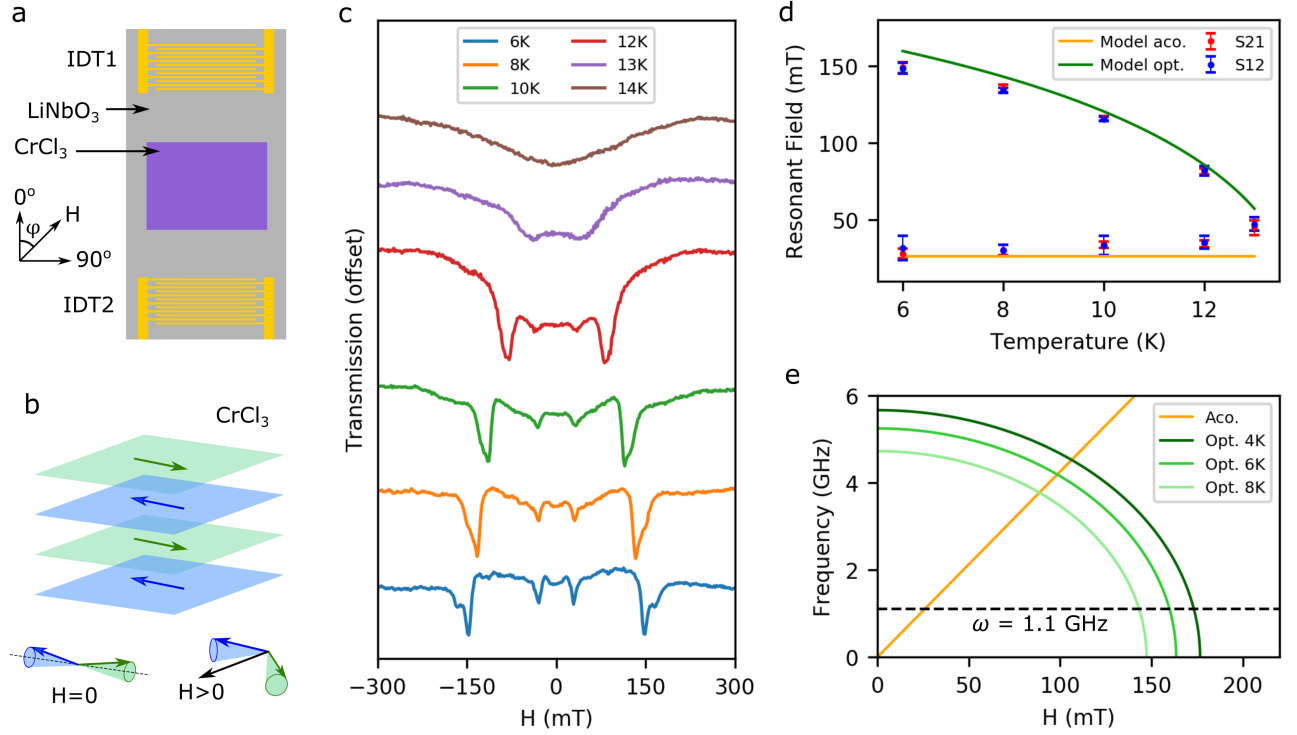 a
IDT1
LiNbO3
CrCl3
0o
φ
H
90o
IDT2
b
CrCl3
H=0
H>0
c
6K
8K
10K
12K
13K
14K
Transmission (offset)
−300
−150
0
150
300
H (mT)
d
Model aco.
Model opt.
S21
S12
Resonant Field (mT)
150
100
50
6
8
10
12
Temperature (K)
e
Aco.
Opt. 4K
Opt. 6K
Opt. 8K
Frequency (GHz)
6
4
2
0
ω = 1.1 GHz
0
50
100
150
200
H (mT)